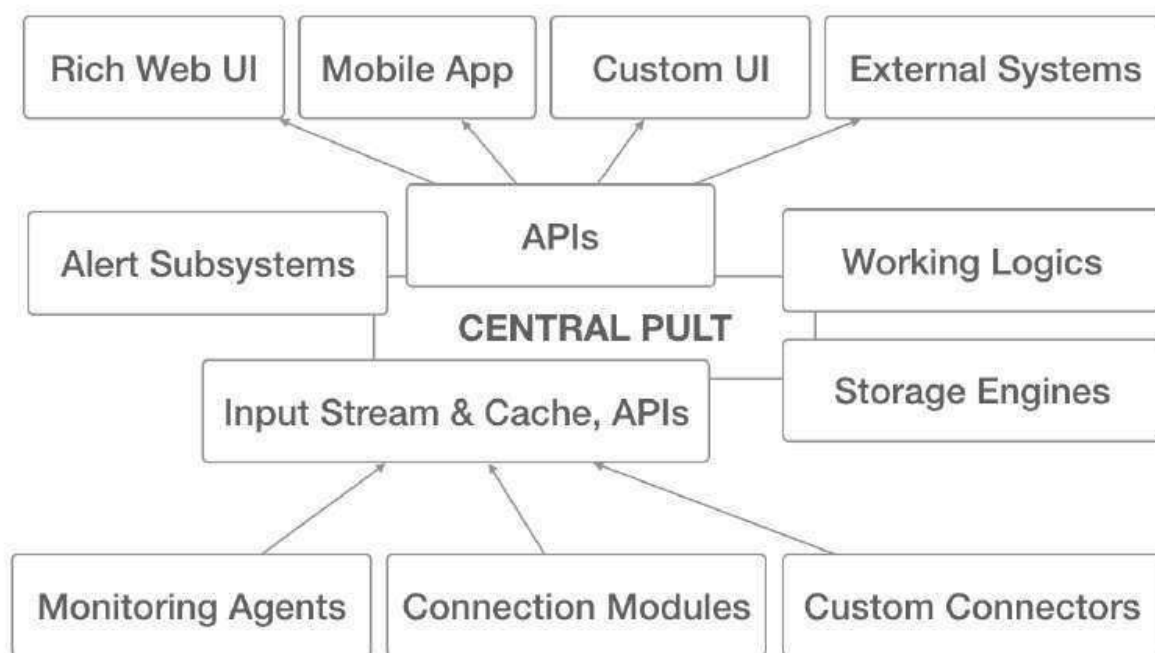 Rich Web UI
Mobile App
Custom UI
External Systems
APIs
Alert Subsystems
Working Logics
CENTRAL PULT
Storage Engines
Input Stream & Cache, APIs
Monitoring Agents
Connection Modules
Custom Connectors